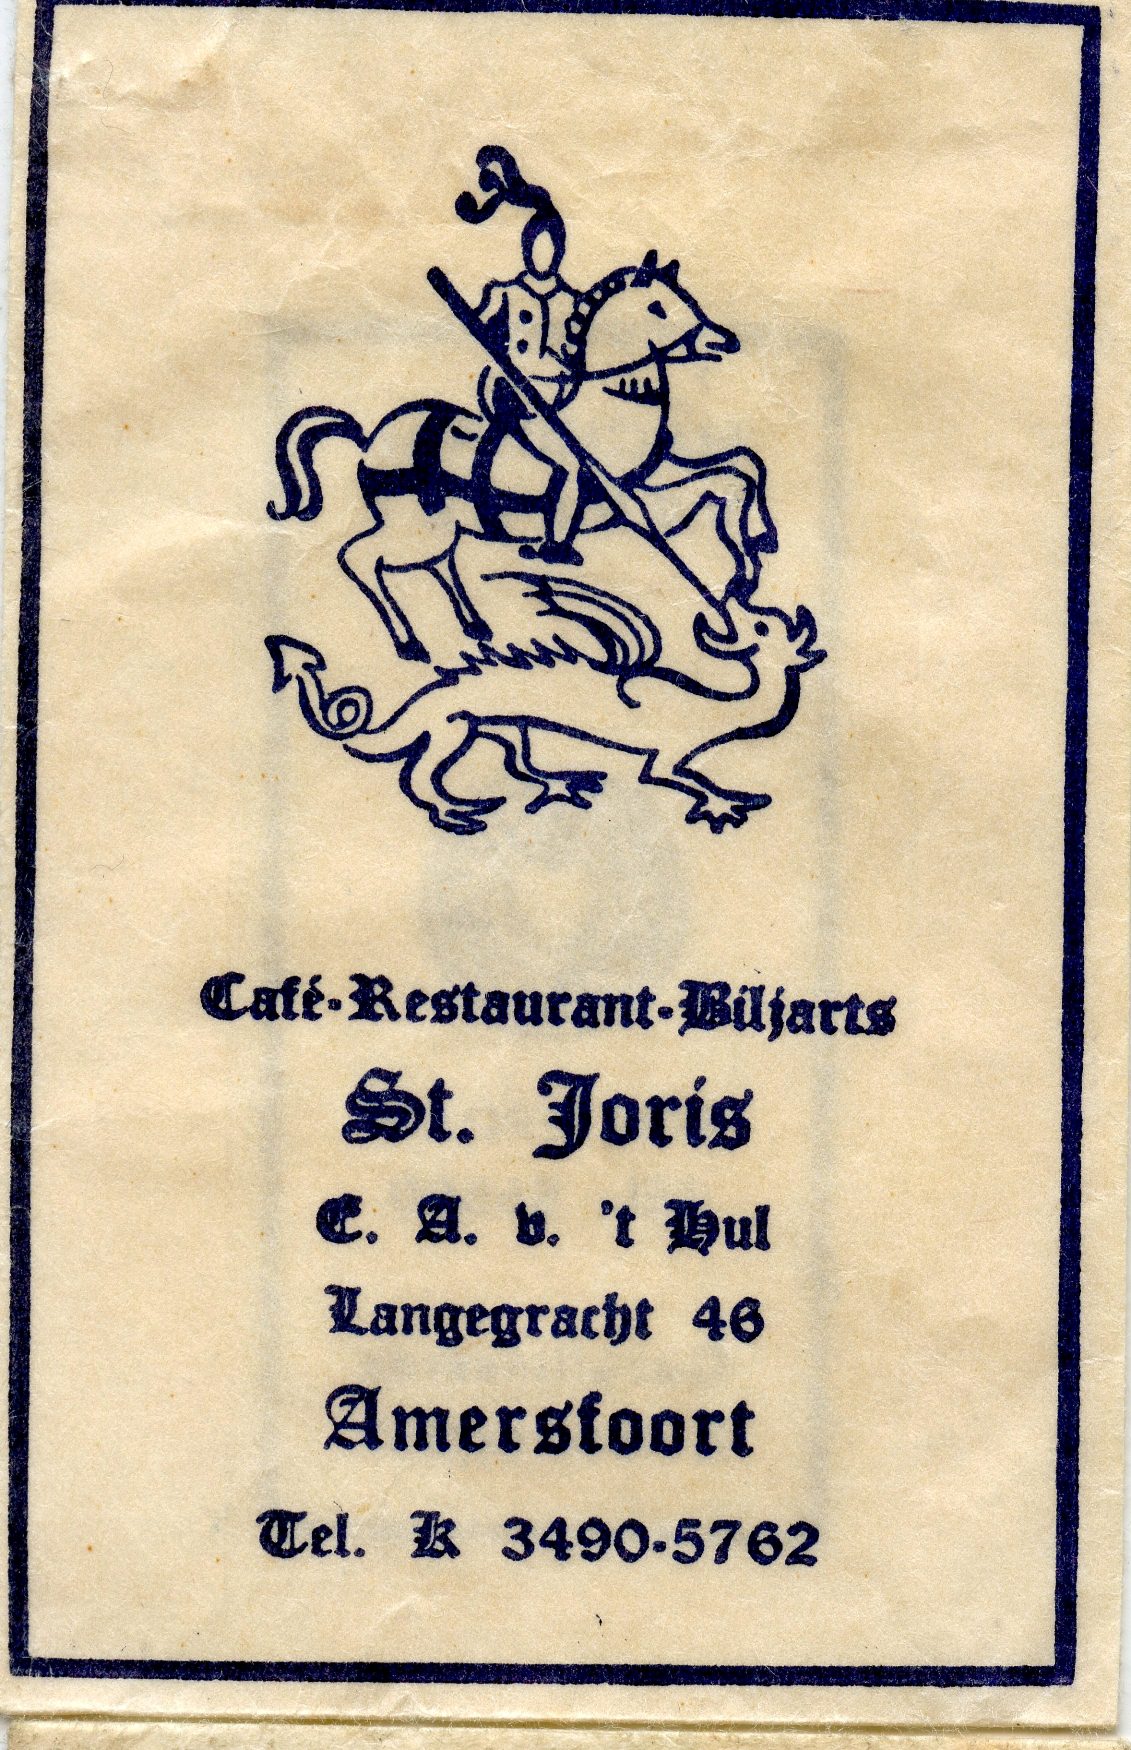 Café-Restaurant-Biljarts
St. Joris
E. A. v. 't Hul
Langegracht 46
Amersfoort
Tel. K 3490-5762